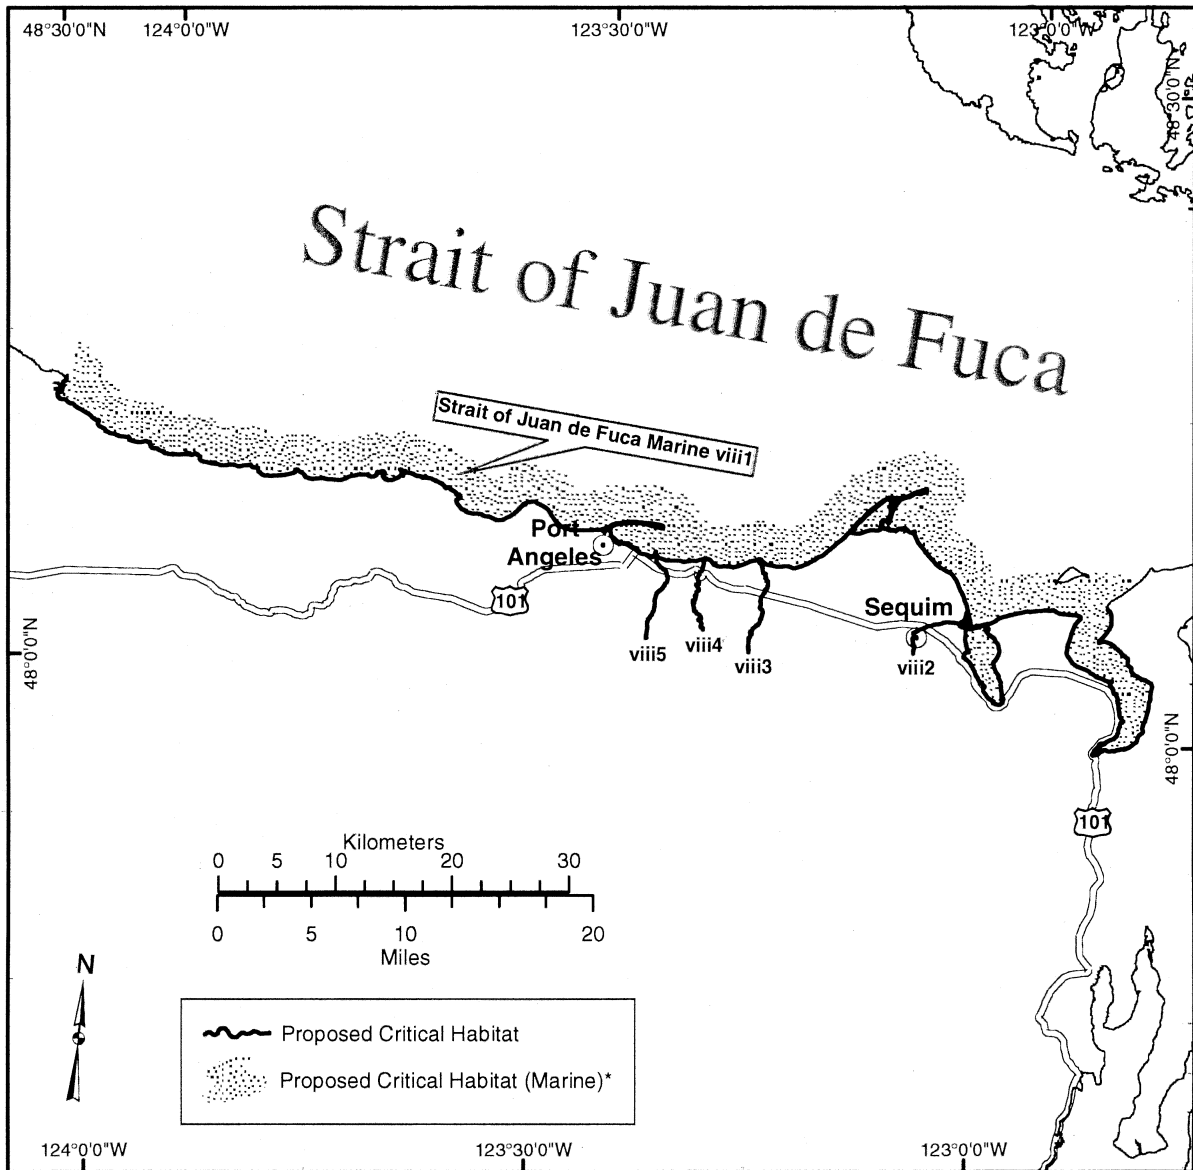 48°30'0"N 124°0'0"W 123°30'0"W 123°0'0"W
48°30'0"N
Strait of Juan de Fuca
Strait of Juan de Fuca Marine viii1
Port
Angeles
101
Sequim
viii5
viii4
viii3
viii2
48°0'0"N
48°0'0"N
101
Kilometers
0 5 10 20 30
0 5 10 20
Miles
N
Proposed Critical Habitat
Proposed Critical Habitat (Marine)*
124°0'0"W 123°30'0"W 123°0'0"W